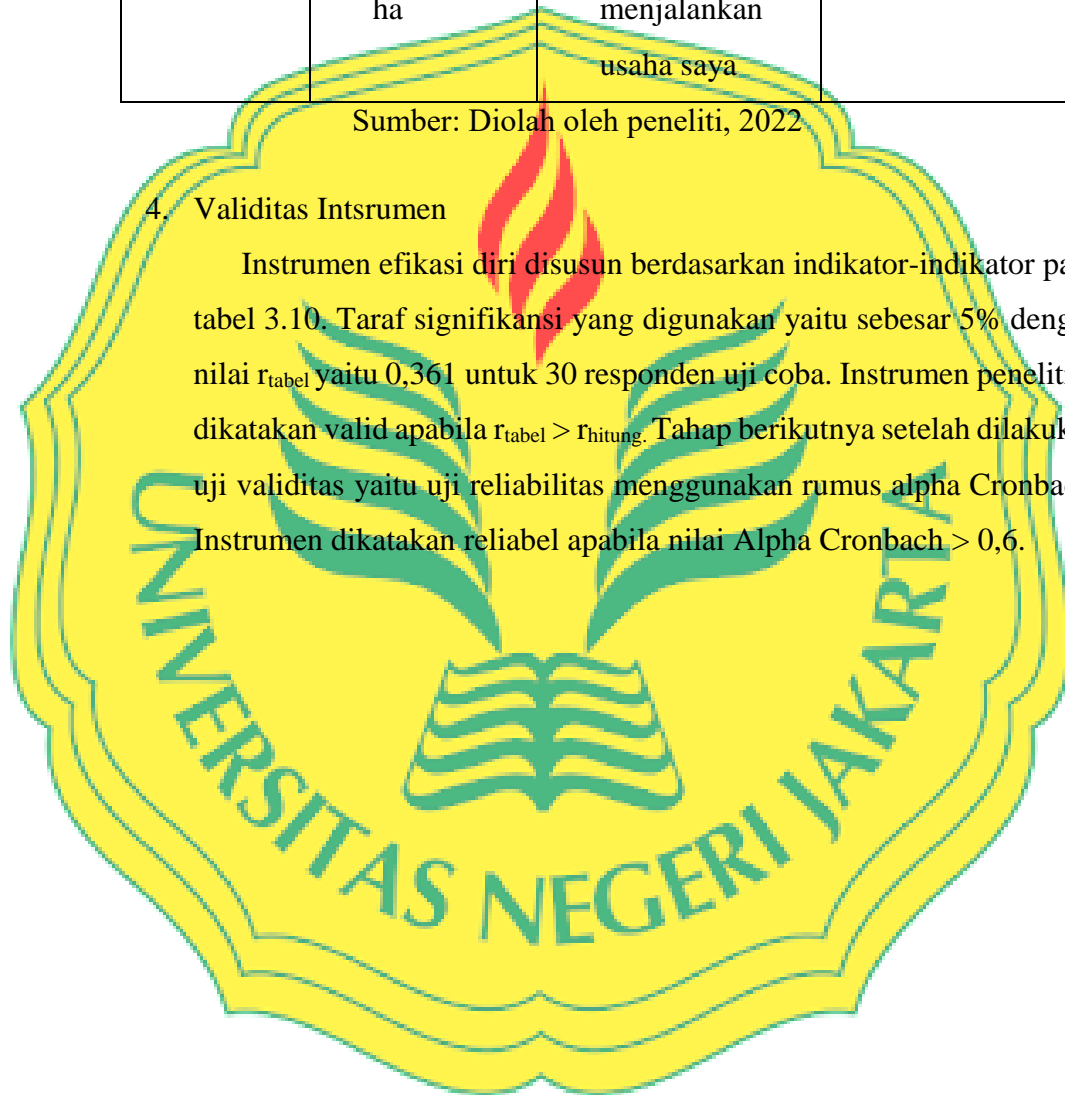 ha menjalankan
usaha saya
Sumber: Diolah oleh peneliti, 2022
4. Validitas Intsrumen
Instrumen efikasi diri disusun berdasarkan indikator-indikator pa
tabel 3.10. Taraf signifikansi yang digunakan yaitu sebesar 5% deng
nilai rtabel yaitu 0,361 untuk 30 responden uji coba. Instrumen penelit
dikatakan valid apabila rtabel > rhitung. Tahap berikutnya setelah dilakuk
uji validitas yaitu uji reliabilitas menggunakan rumus alpha Cronba
Instrumen dikatakan reliabel apabila nilai Alpha Cronbach > 0,6.
UNIVERSITAS NEGERI JAKARTA